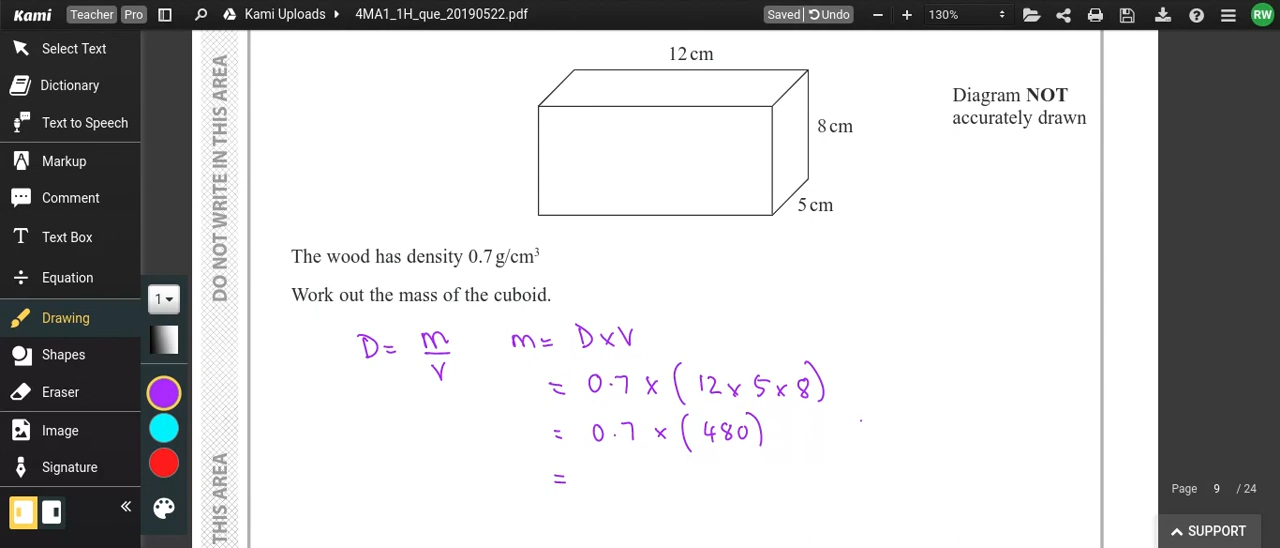 Kami Teacher Pro Kami Uploads > 4MA1_1H_que_20190522.pdf Saved Undo 130% RW
Select Text
Dictionary
Text to Speech
Markup
Comment
Text Box
Equation
Drawing
Shapes
Eraser
Image
Signature
1
DO NOT WRITE IN THIS AREA
THIS AREA
12 cm
8 cm
5 cm
Diagram NOT
accurately drawn
The wood has density 0.7 g/cm³
Work out the mass of the cuboid.
D = m/V m = D × V
= 0.7 × (12 × 5 × 8)
= 0.7 × (480)
=
Page 9 / 24
SUPPORT